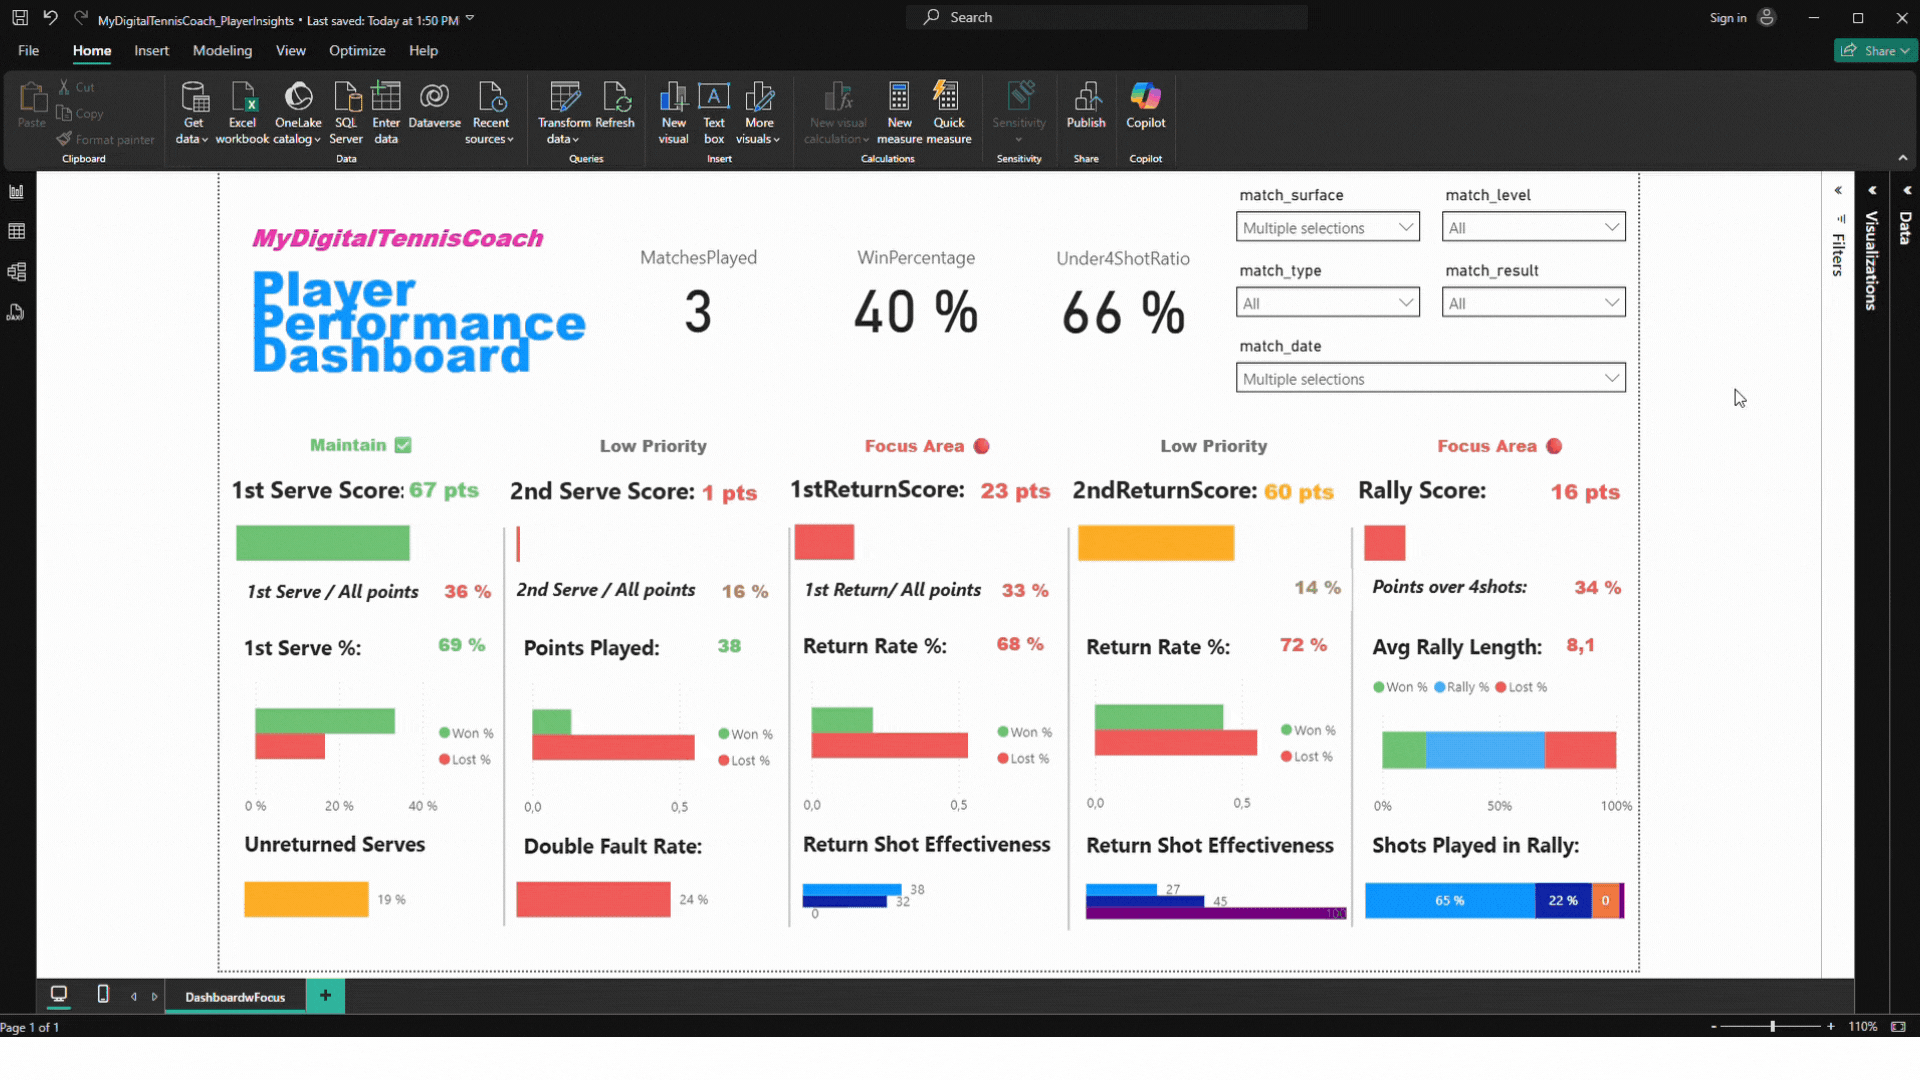 MyDigitalTennisCoach_PlayerInsights • Last saved: Today at 1:50 PM
Search
Sign in
File Home Insert Modeling View Optimize Help
Share
Paste
Cut
Copy
Format painter
Clipboard
Get data
Excel workbook
OneLake catalog
SQL Server
Enter data
Dataverse
Recent sources
Data
Transform data
Refresh
Queries
New visual
Text box
More visuals
Insert
New visual calculation
New measure
Quick measure
Calculations
Sensitivity
Sensitivity
Publish
Share
Copilot
Copilot
MyDigitalTennisCoach
Player
Performance
Dashboard
MatchesPlayed
3
WinPercentage
40 %
Under4ShotRatio
66 %
match_surface
Multiple selections
match_level
All
match_type
All
match_result
All
match_date
Multiple selections
Filters
Visualizations
Data
Maintain ✅
1st Serve Score: 67 pts
1st Serve / All points 36 %
1st Serve %: 69 %
Won %
Lost %
0 % 20 % 40 %
Unreturned Serves
19 %
Low Priority
2nd Serve Score: 1 pts
2nd Serve / All points 16 %
Points Played: 38
Won %
Lost %
0,0 0,5
Double Fault Rate:
24 %
Focus Area 🔴
1stReturnScore: 23 pts
1st Return/ All points 33 %
Return Rate %: 68 %
Won %
Lost %
0,0 0,5
Return Shot Effectiveness
38
32
0
Low Priority
2ndReturnScore: 60 pts
14 %
Return Rate %: 72 %
Won %
Lost %
0,0 0,5
Return Shot Effectiveness
27
45
100
Focus Area 🔴
Rally Score: 16 pts
Points over 4shots: 34 %
Avg Rally Length: 8,1
Won % Rally % Lost %
0% 50% 100%
Shots Played in Rally:
65 % 22 % 0
DashboardwFocus
+
Page 1 of 1
- + 110%